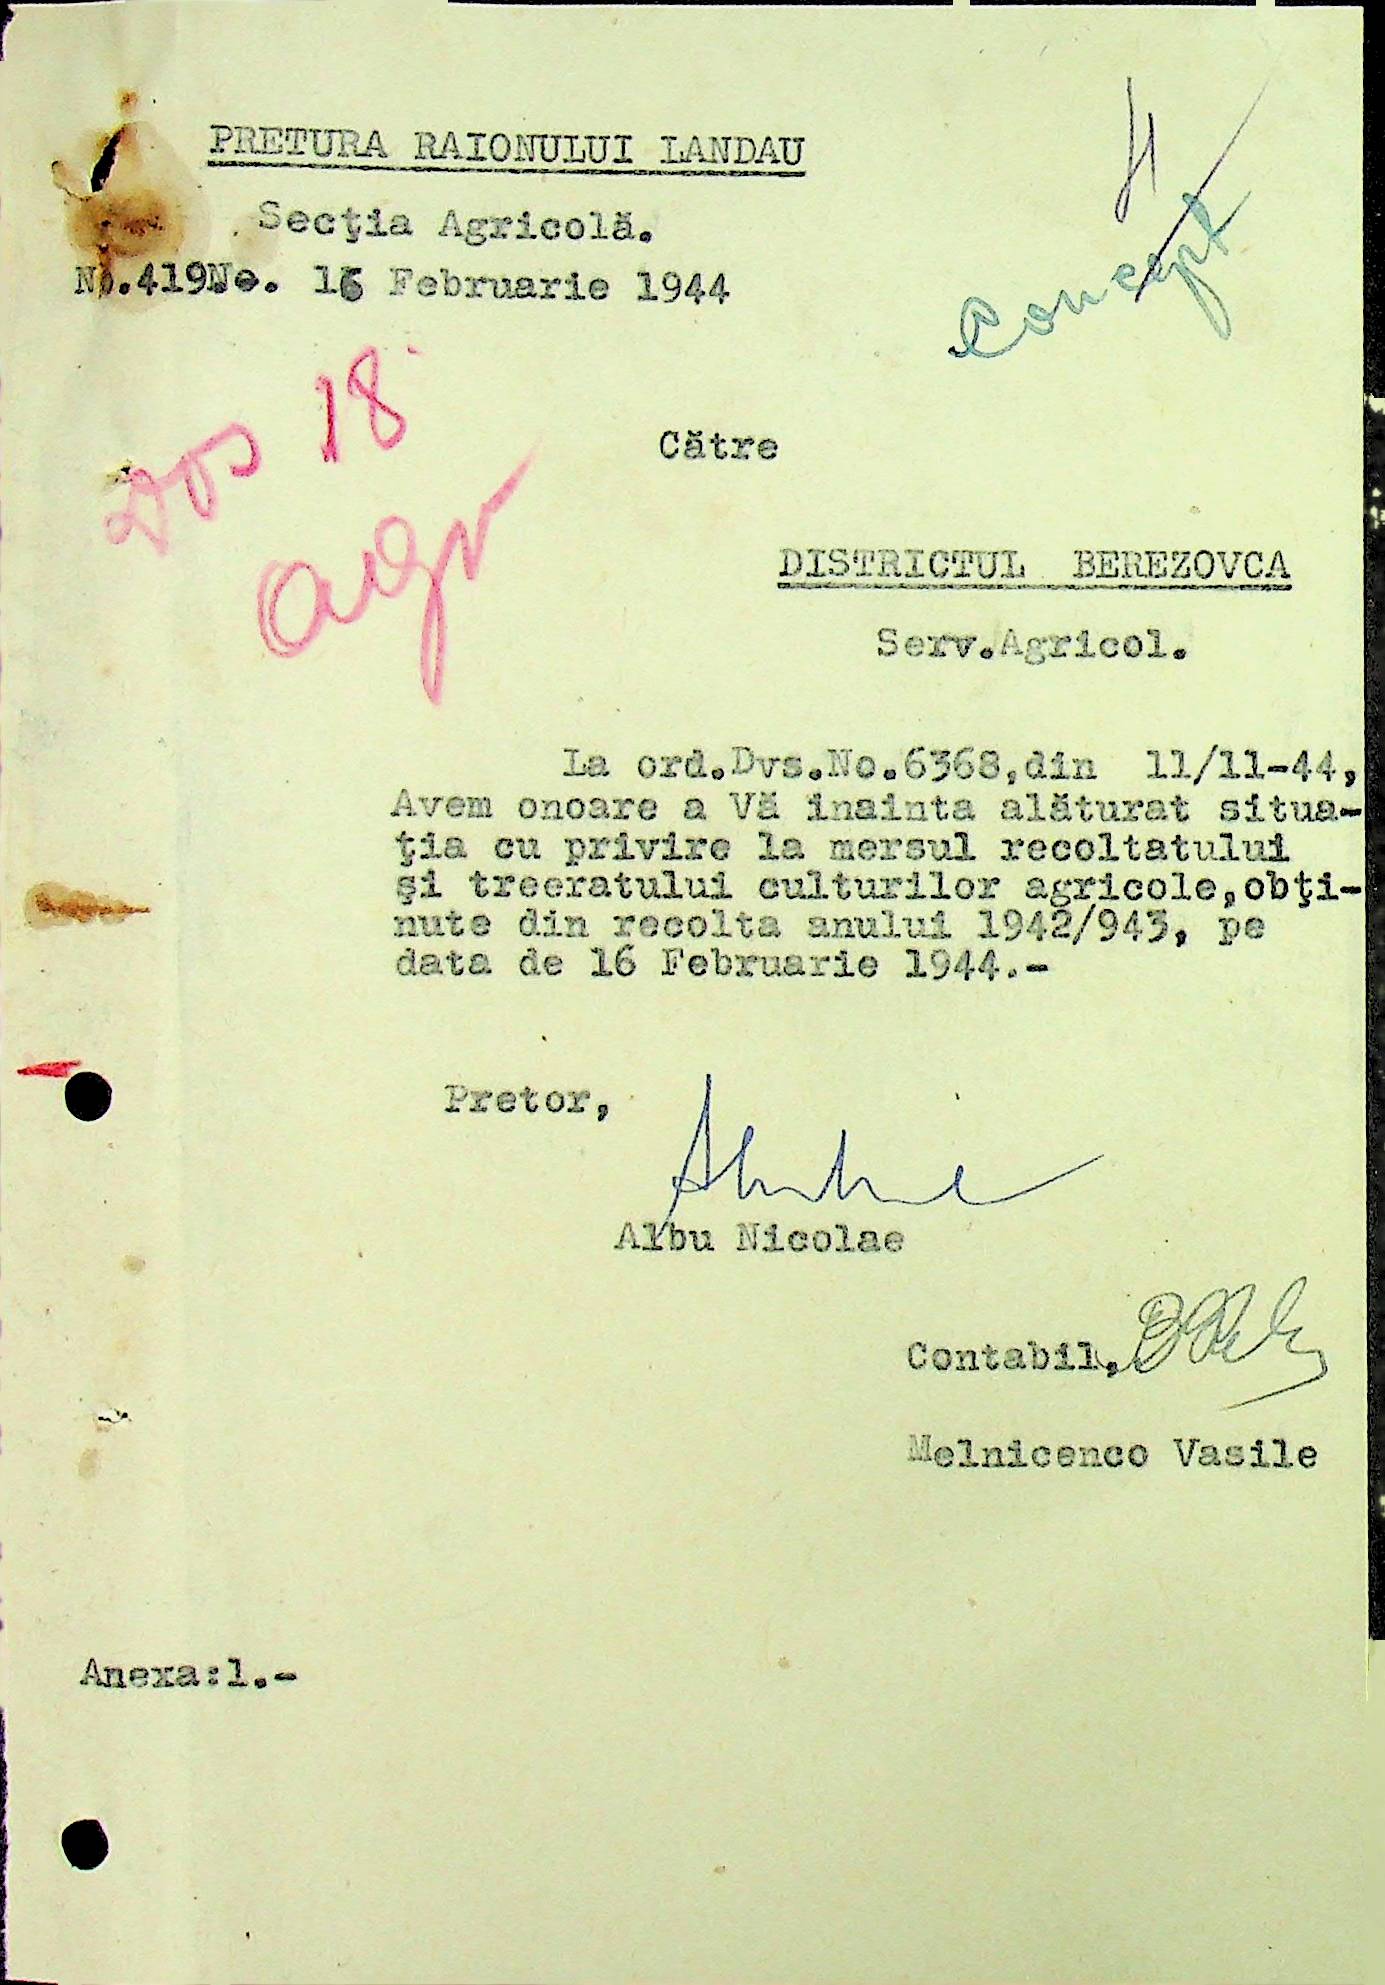 PRETURA RAIONULUI LANDAU
Secţia Agricolă.
No.419No. 16 Februarie 1944
Concept
Dos 18
agr
Către
DISTRICTUL BEREZOVCA
Serv.Agricol.
La ord.Dvs.No.6368,din 11/11-44,
Avem onoare a Vă inainta alăturat situa-
ţia cu privire la mersul recoltatului
şi treeratului culturilor agricole,obţi-
nute din recolta anului 1942/943, pe
data de 16 Februarie 1944.-
Pretor,
Albu Nicolae
Contabil,
Melnicenco Vasile
Anexa:1.-